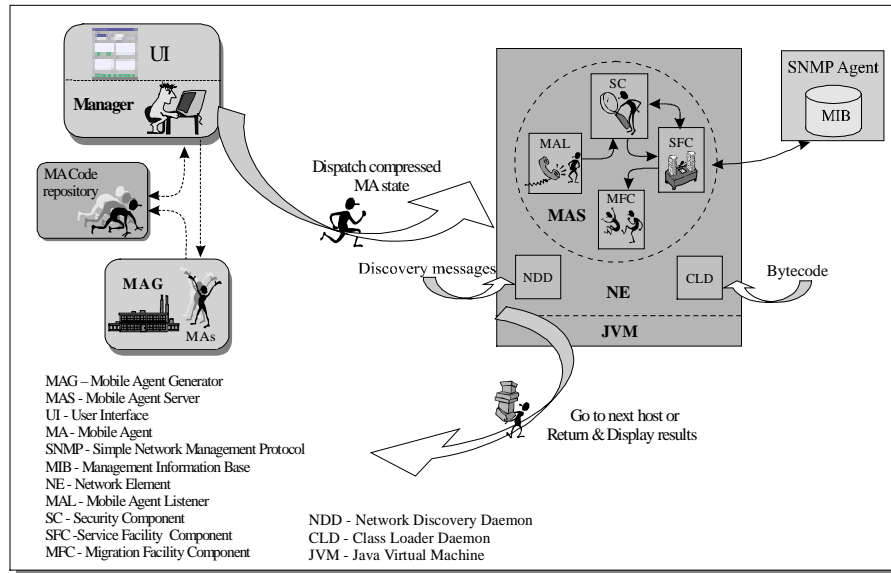 UI
Manager
MA Code
repository
MAG
MAs
Dispatch compressed
MA state
SC
MAL
SFC
MFC
MAS
SNMP Agent
MIB
Discovery messages
NDD
NE
CLD
Bytecode
JVM
Go to next host or
Return & Display results
MAG – Mobile Agent Generator
MAS - Mobile Agent Server
UI - User Interface
MA - Mobile Agent
SNMP - Simple Network Management Protocol
MIB - Management Information Base
NE - Network Element
MAL - Mobile Agent Listener
SC - Security Component
SFC -Service Facility Component
MFC - Migration Facility Component
NDD - Network Discovery Daemon
CLD - Class Loader Daemon
JVM - Java Virtual Machine